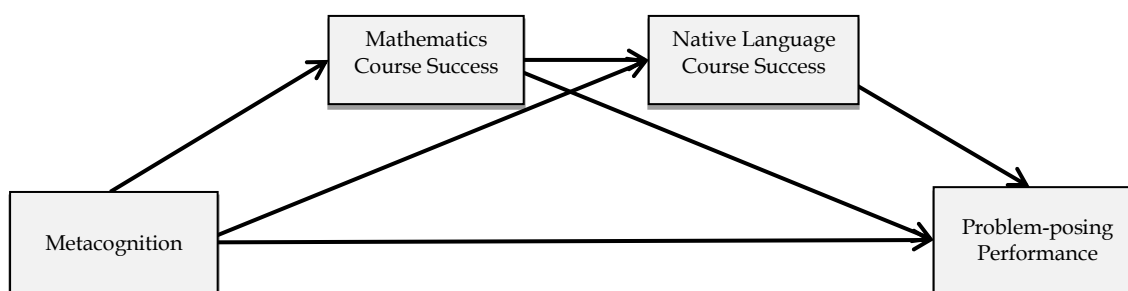 Mathematics
Course Success
Native Language
Course Success
Metacognition
Problem-posing
Performance